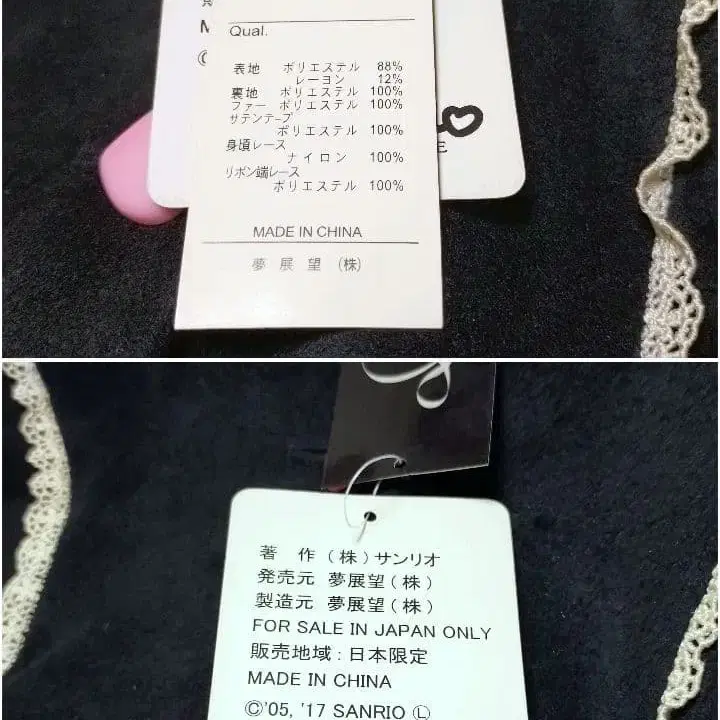 Qual.
表地 ポリエステル 88%
レーヨン 12%
裏地 ポリエステル 100%
ファー ポリエステル 100%
サテンテープ
ポリエステル 100%
身頃レース
ナイロン 100%
リボン端レース
ポリエステル 100%
MADE IN CHINA
夢展望 (株)
著 作 (株) サンリオ
発売元 夢展望 (株)
製造元 夢展望 (株)
FOR SALE IN JAPAN ONLY
販売地域 : 日本限定
MADE IN CHINA
©'05, '17 SANRIO Ⓛ